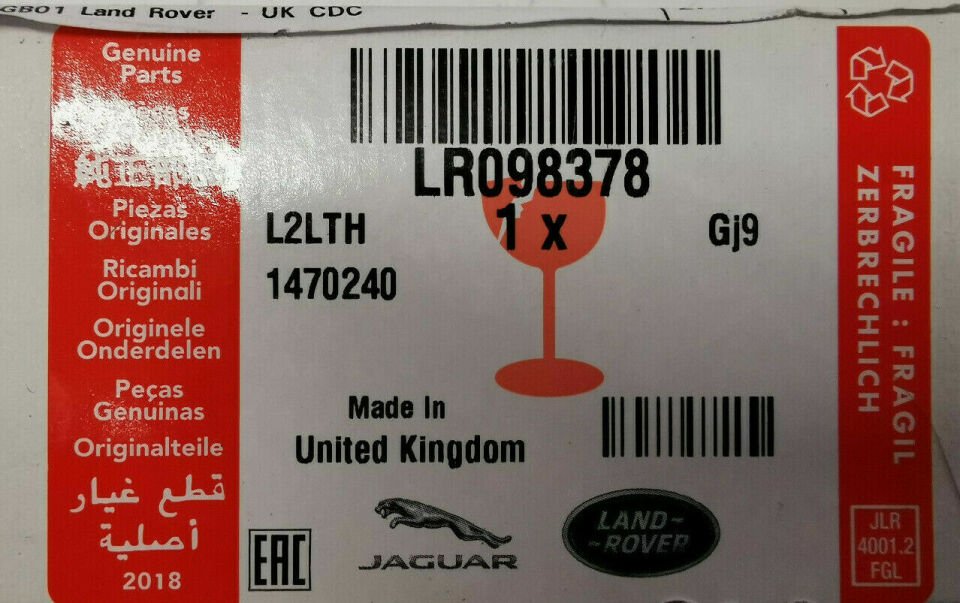 GB01 Land Rover - UK CDC
Genuine
Parts
Piezas
Originales
Ricambi
Originali
Originele
Onderdelen
Peças
Genuinas
Originalteile
قطع غيار
أصلية
2018
LR098378
L2LTH
1 x
Gj9
1470240
Made In
United Kingdom
EAC
JAGUAR
LAND-
-ROVER
FRAGILE : FRAGIL
ZERBRECHLICH
JLR
4001.2
FGL